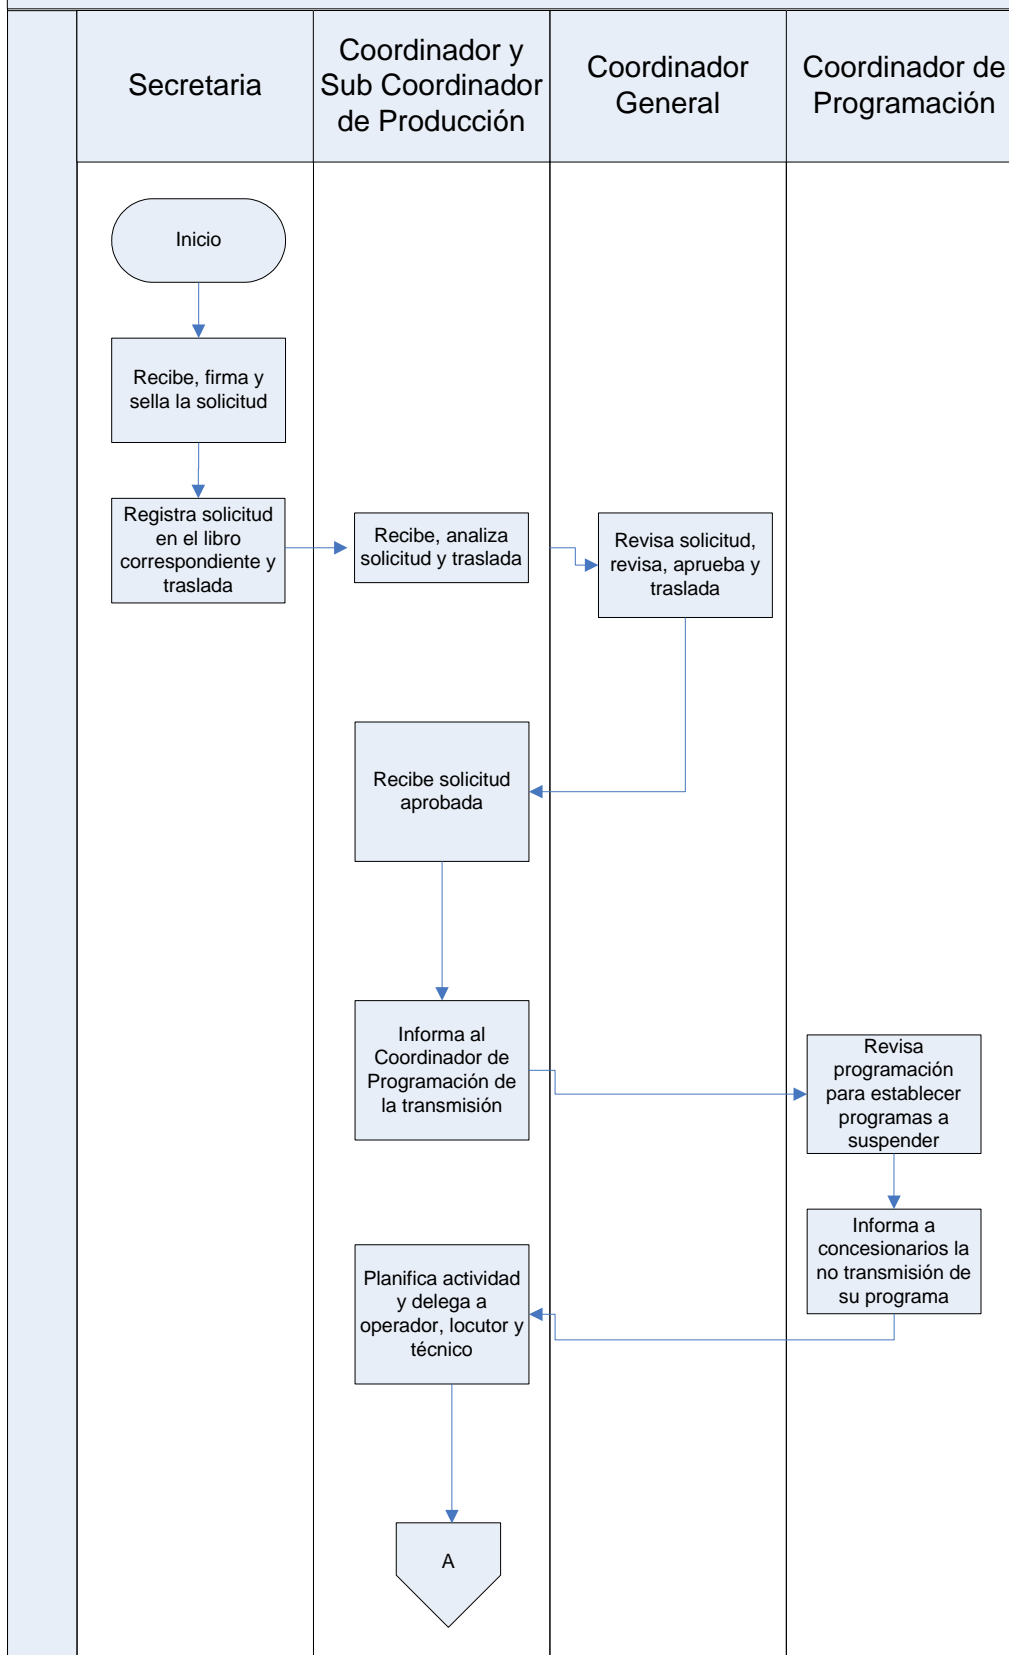 Secretaria
Coordinador y
Sub Coordinador
de Producción
Coordinador
General
Coordinador de
Programación
Inicio
Recibe, firma y
sella la solicitud
Registra solicitud
en el libro
correspondiente y
traslada
Recibe, analiza
solicitud y traslada
Revisa solicitud,
revisa, aprueba y
traslada
Recibe solicitud
aprobada
Informa al
Coordinador de
Programación de
la transmisión
Revisa
programación
para establecer
programas a
suspender
Informa a
concesionarios la
no transmisión de
su programa
Planifica actividad
y delega a
operador, locutor y
técnico
A